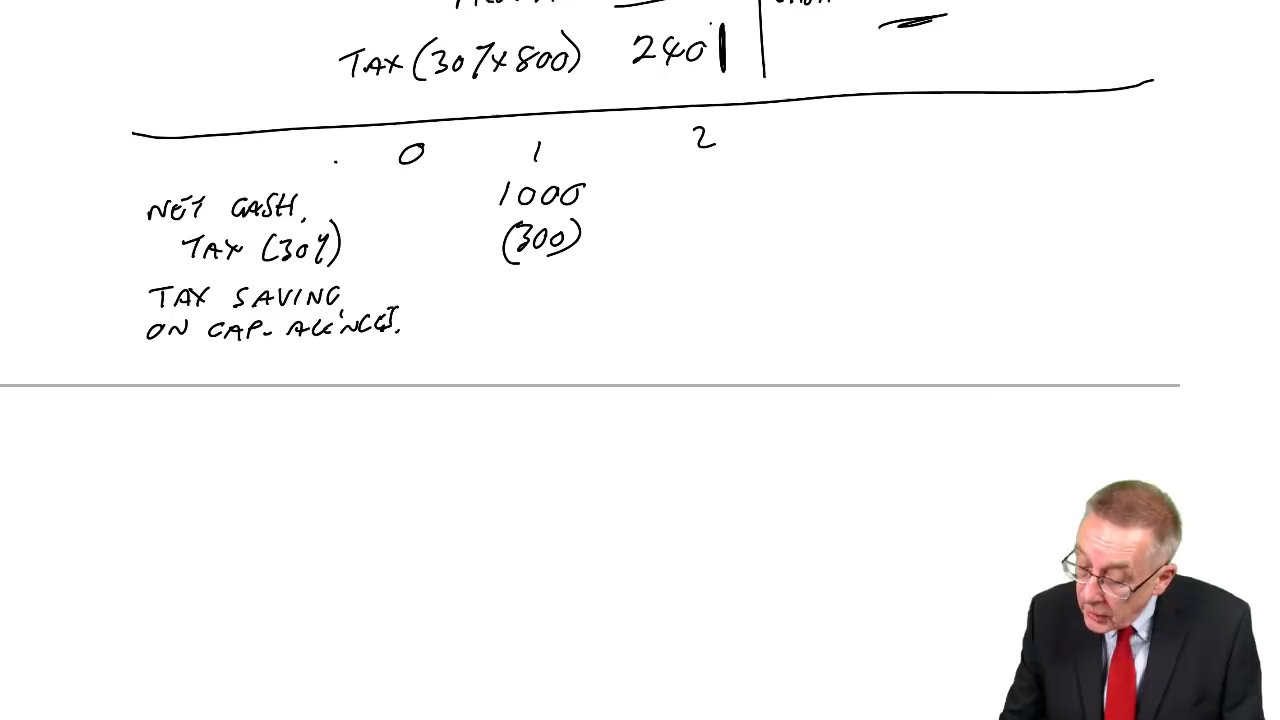 TAX (30% x 800) 240
0 1 2
NET CASH 1000
TAX (30%) (300)
TAX SAVING
ON CAP. ALL'NCES.